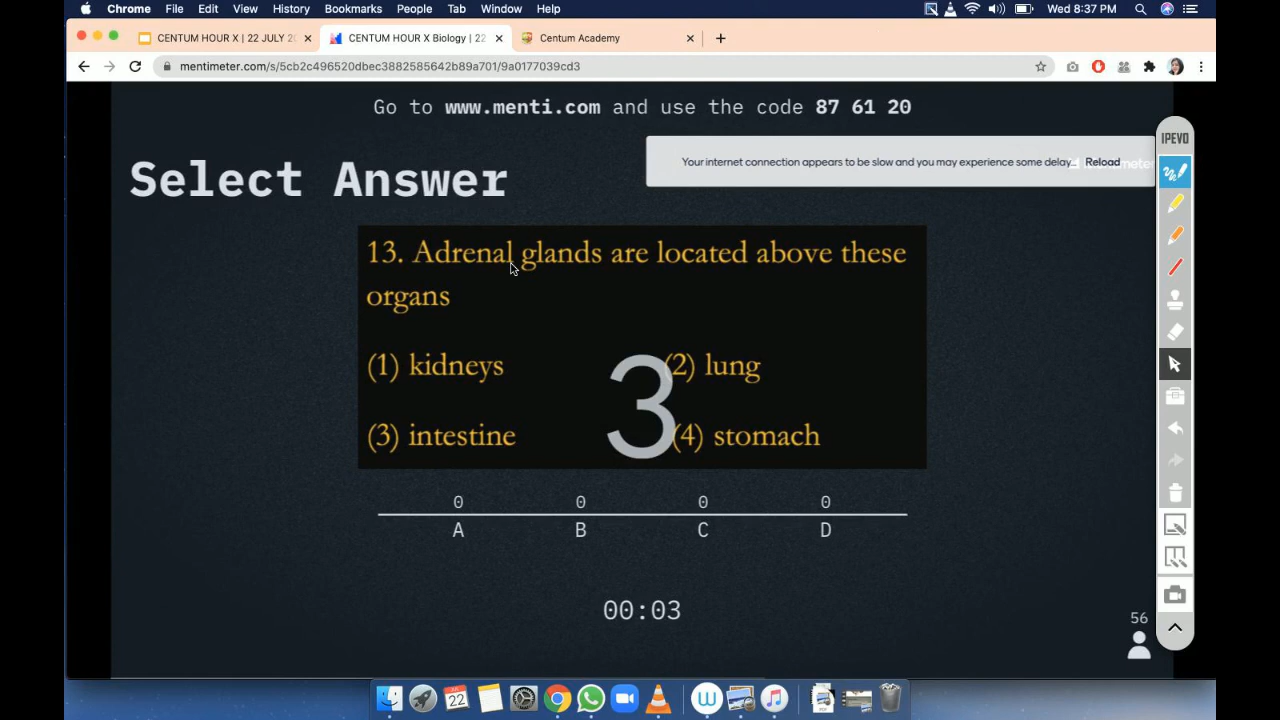 Chrome File Edit View History Bookmarks People Tab Window Help Wed 8:37 PM
CENTUM HOUR X | 22 JULY 20 CENTUM HOUR X Biology | 22 Centum Academy
mentimeter.com/s/5cb2c496520dbec3882585642b89a701/9a0177039cd3
Go to www.menti.com and use the code 87 61 20
IPEVO
Your internet connection appears to be slow and you may experience some delay. Reload
Select Answer
13. Adrenal glands are located above these
organs
(1) kidneys (2) lung
3
(3) intestine (4) stomach
0 0 0 0
A B C D
00:03
56
22